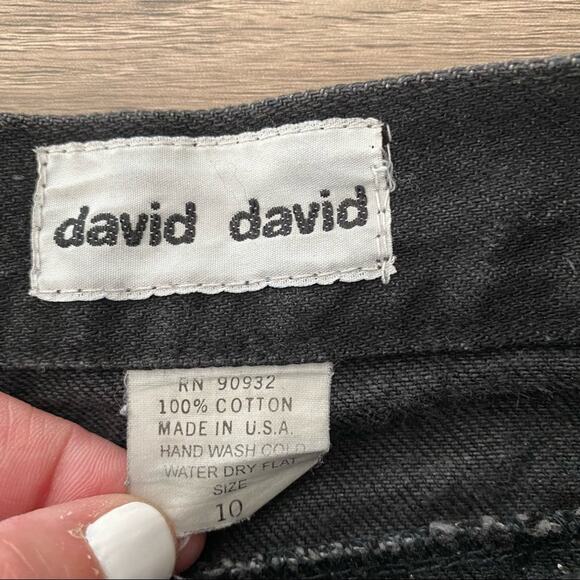 david david
RN 90932
100% COTTON
MADE IN U.S.A.
HAND WASH COLD
WATER DRY FLAT
SIZE
10